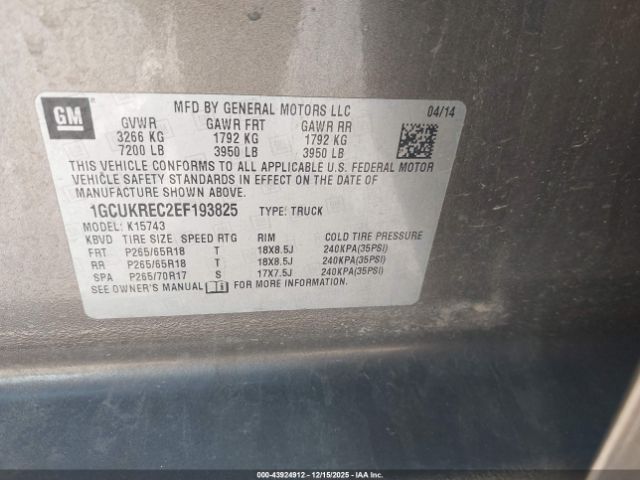 GM
MFD BY GENERAL MOTORS LLC 04/14
GVWR GAWR FRT GAWR RR
3266 KG 1792 KG 1792 KG
7200 LB 3950 LB 3950 LB
THIS VEHICLE CONFORMS TO ALL APPLICABLE U.S. FEDERAL MOTOR
VEHICLE SAFETY STANDARDS IN EFFECT ON THE DATE OF
MANUFACTURE SHOWN ABOVE.
1GCUKREC2EF193825 TYPE: TRUCK
MODEL: K15743
KBVD TIRE SIZE SPEED RTG RIM COLD TIRE PRESSURE
FRT P265/65R18 T 18X8.5J 240KPA(35PSI)
RR P265/65R18 T 18X8.5J 240KPA(35PSI)
SPA P265/70R17 S 17X7.5J 240KPA(35PSI)
SEE OWNER'S MANUAL FOR MORE INFORMATION.
000-43924912 - 12/15/2025 - IAA, Inc.